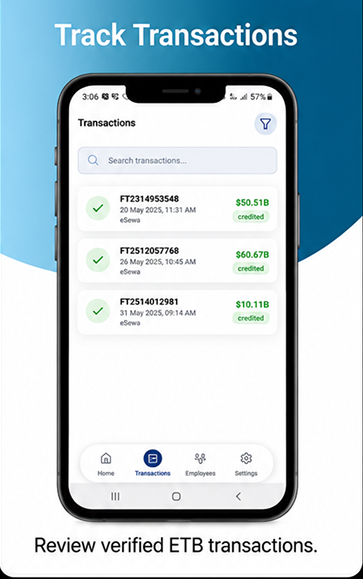 Track Transactions
3:06 57%
Transactions
Search transactions...
FT2314953548
20 May 2025, 11:31 AM
eSewa
$50.51B
credited
FT2512057768
26 May 2025, 10:45 AM
eSewa
$60.67B
credited
FT2514012981
31 May 2025, 09:14 AM
eSewa
$10.11B
credited
Home Transactions Employees Settings
Review verified ETB transactions.